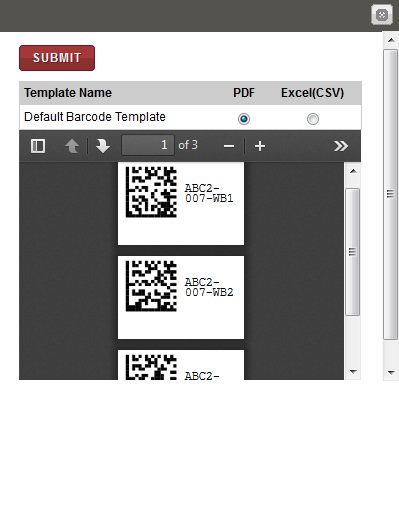 SUBMIT
Template Name PDF Excel(CSV)
Default Barcode Template
1 of 3
ABC2-
007-WB1
ABC2-
007-WB2
ABC2-